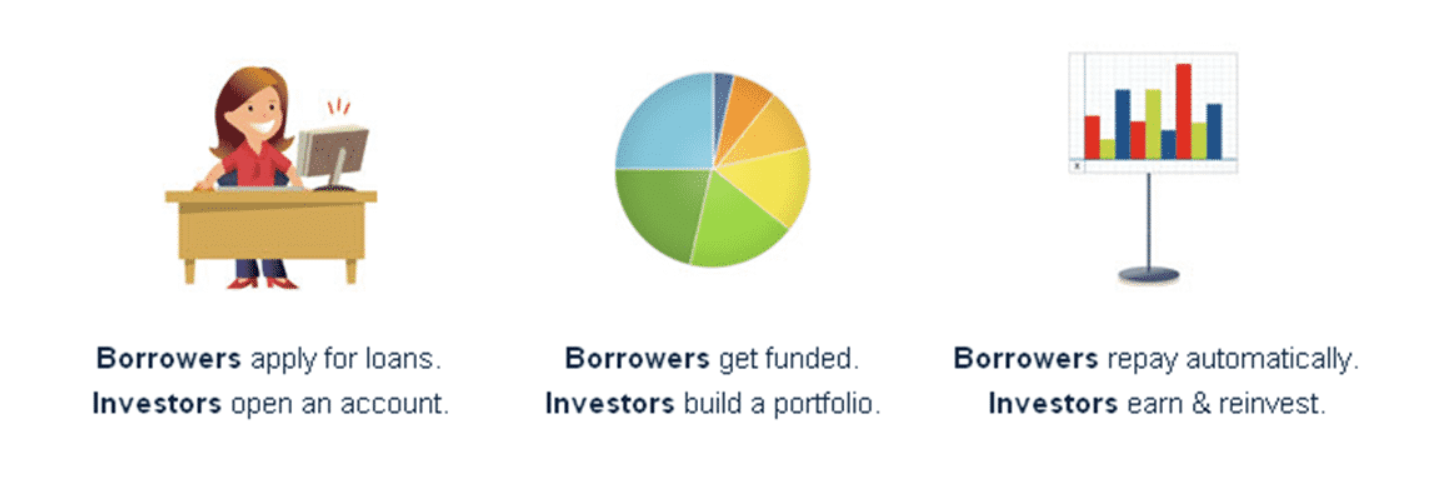 Borrowers apply for loans.
Investors open an account.
Borrowers get funded.
Investors build a portfolio.
x
Borrowers repay automatically.
Investors earn & reinvest.